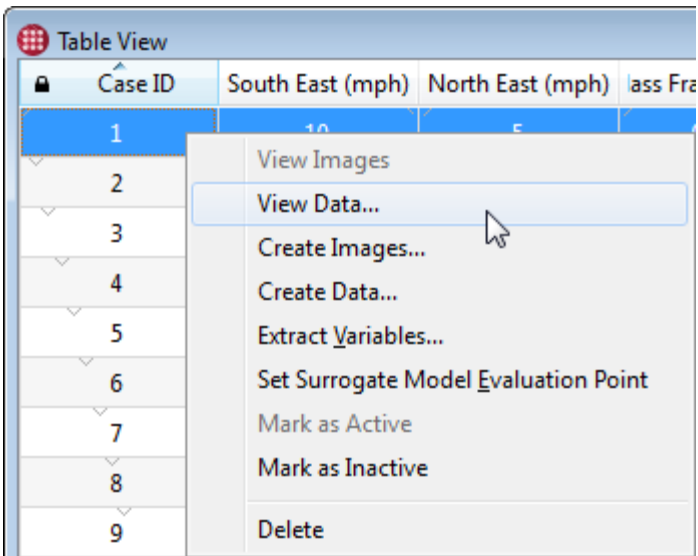 Table View
Case ID South East (mph) North East (mph)
1 10 5
View Images
2
View Data...
3
Create Images...
4
Create Data...
5
Extract Variables...
6
Set Surrogate Model Evaluation Point
7
Mark as Active
8
Mark as Inactive
9
Delete